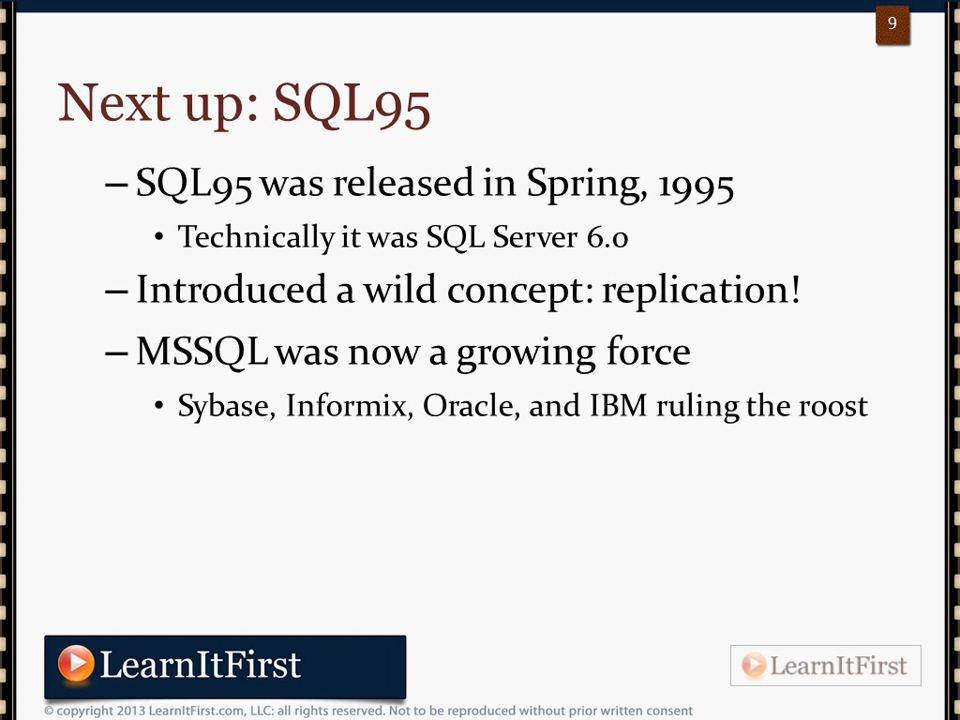 9
Next up: SQL95
– SQL95 was released in Spring, 1995
• Technically it was SQL Server 6.0
– Introduced a wild concept: replication!
– MSSQL was now a growing force
• Sybase, Informix, Oracle, and IBM ruling the roost
LearnItFirst
LearnItFirst
© copyright 2013 LearnItFirst.com, LLC: all rights reserved. Not to be reproduced without prior written consent